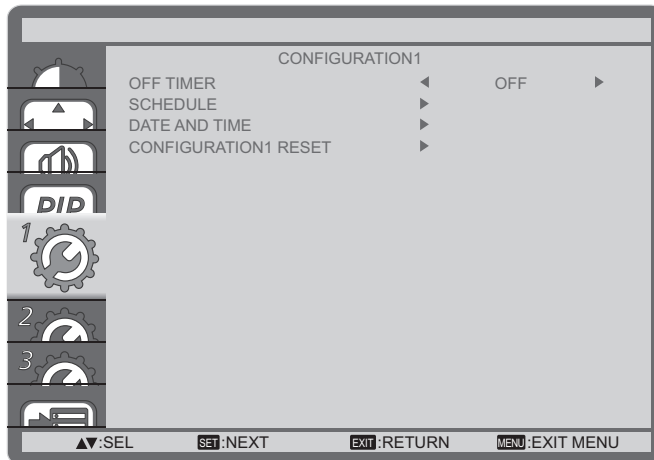 CONFIGURATION1
OFF TIMER ◀ OFF ▶
SCHEDULE ▶
DATE AND TIME ▶
CONFIGURATION1 RESET ▶
PIP
1
2
3
▲▼:SEL SET:NEXT EXIT:RETURN MENU:EXIT MENU